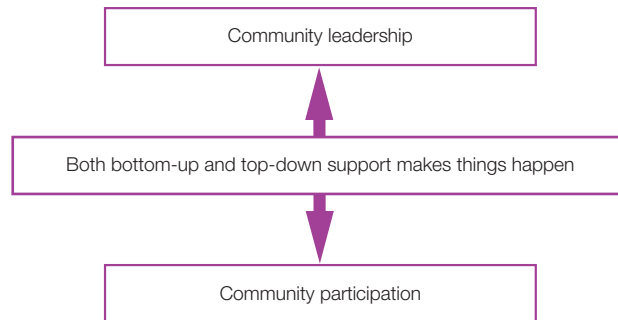 Community leadership
Both bottom-up and top-down support makes things happen
Community participation